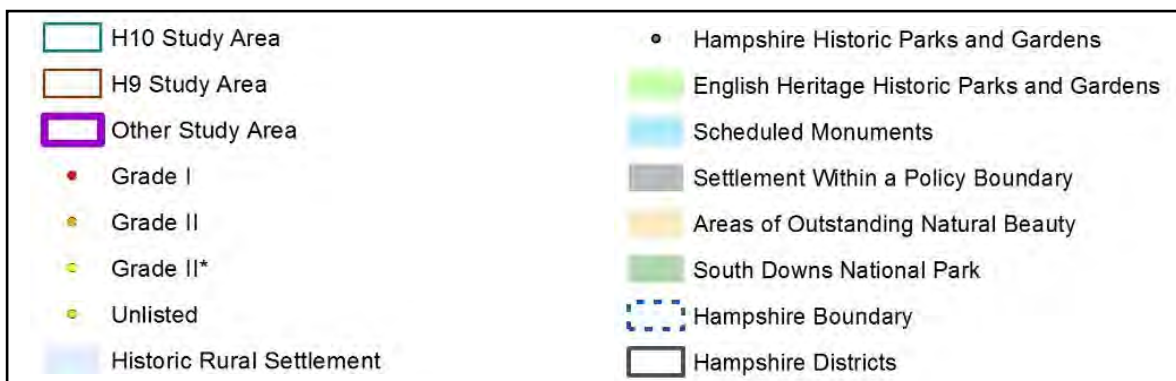 H10 Study Area
H9 Study Area
Other Study Area
Grade I
Grade II
Grade II*
Unlisted
Historic Rural Settlement
Hampshire Historic Parks and Gardens
English Heritage Historic Parks and Gardens
Scheduled Monuments
Settlement Within a Policy Boundary
Areas of Outstanding Natural Beauty
South Downs National Park
Hampshire Boundary
Hampshire Districts